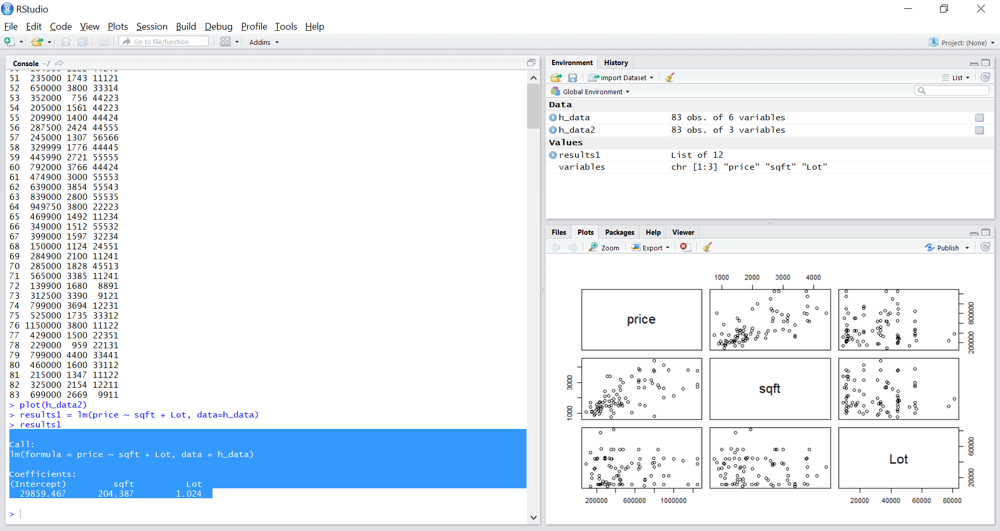 RStudio
File Edit Code View Plots Session Build Debug Profile Tools Help
Go to file/function Addins Project: (None)
Console ~/
51 235000 1743 11121
52 650000 3800 33314
53 352000 756 44223
54 205000 1561 44223
55 209900 1400 44424
56 287500 2424 44555
57 245000 1307 56566
58 329999 1776 44445
59 445990 2721 55555
60 792000 3766 44424
61 474900 3000 55553
62 639000 3854 55543
63 839000 2800 55535
64 949750 3800 22223
65 469900 1492 11234
66 349000 1512 55532
67 399000 1597 32234
68 150000 1124 24551
69 284900 2100 11241
70 285000 1828 45513
71 565000 3385 11241
72 139900 1680 8891
73 312500 3390 9121
74 799000 3694 12231
75 525000 1735 33312
76 1150000 3800 11122
77 429000 1500 22351
78 229000 959 22131
79 799000 4400 33441
80 460000 1600 33112
81 215000 1347 11122
82 325000 2154 12211
83 699000 2669 9911
> plot(h_data2)
> results1 = lm(price ~ sqft + Lot, data=h_data)
> results1
Call:
lm(formula = price ~ sqft + Lot, data = h_data)
Coefficients:
(Intercept) sqft Lot
29859.467 204.387 1.024
>
Environment History
Import Dataset List
Global Environment
Data
h_data 83 obs. of 6 variables
h_data2 83 obs. of 3 variables
Values
results1 List of 12
variables chr [1:3] "price" "sqft" "Lot"
Files Plots Packages Help Viewer
Zoom Export Publish
1000 2000 3000 4000
price
200000 800000
1000 3000
sqft
Lot
20000 60000
200000 600000 1000000
20000 40000 60000 80000